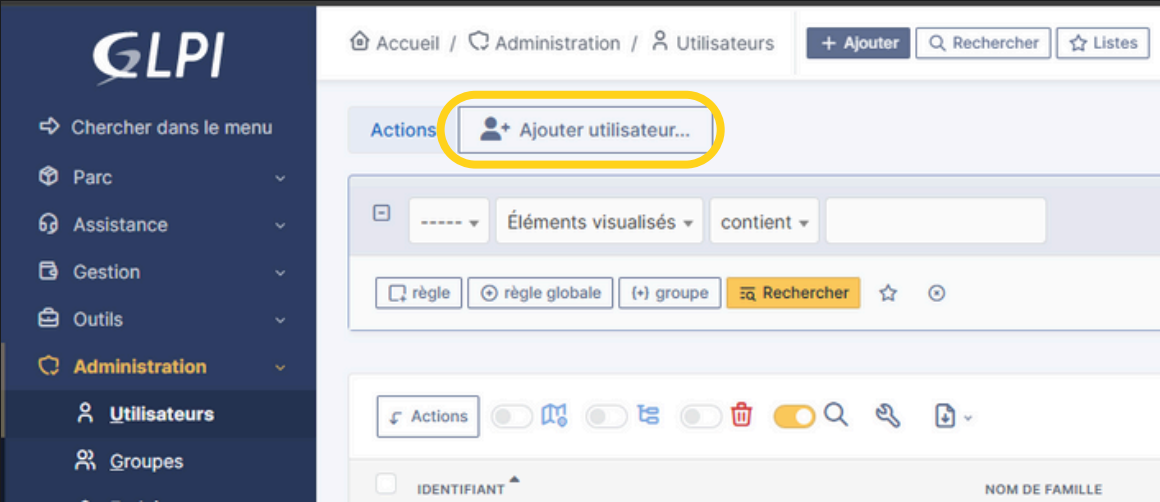 GLPI
Accueil / Administration / Utilisateurs
+ Ajouter
Rechercher
Listes
Chercher dans le menu
Parc
Assistance
Gestion
Outils
Administration
Utilisateurs
Groupes
Actions
Ajouter utilisateur...
-----
Éléments visualisés
contient
règle
règle globale
(+) groupe
Rechercher
Actions
IDENTIFIANT
NOM DE FAMILLE